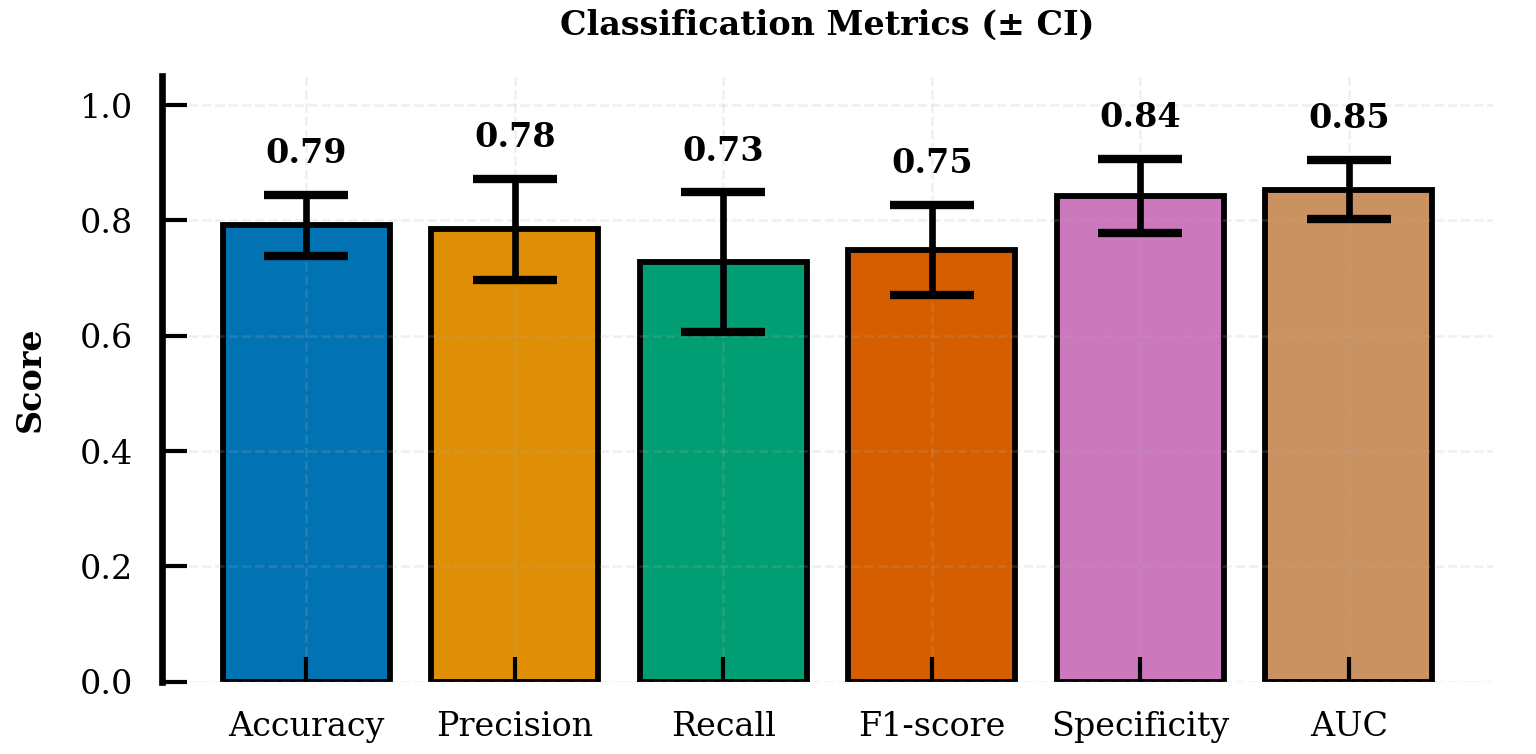 Classification Metrics (± CI)
Score
1.0
0.8
0.6
0.4
0.2
0.0
0.79
0.78
0.73
0.75
0.84
0.85
Accuracy
Precision
Recall
F1-score
Specificity
AUC